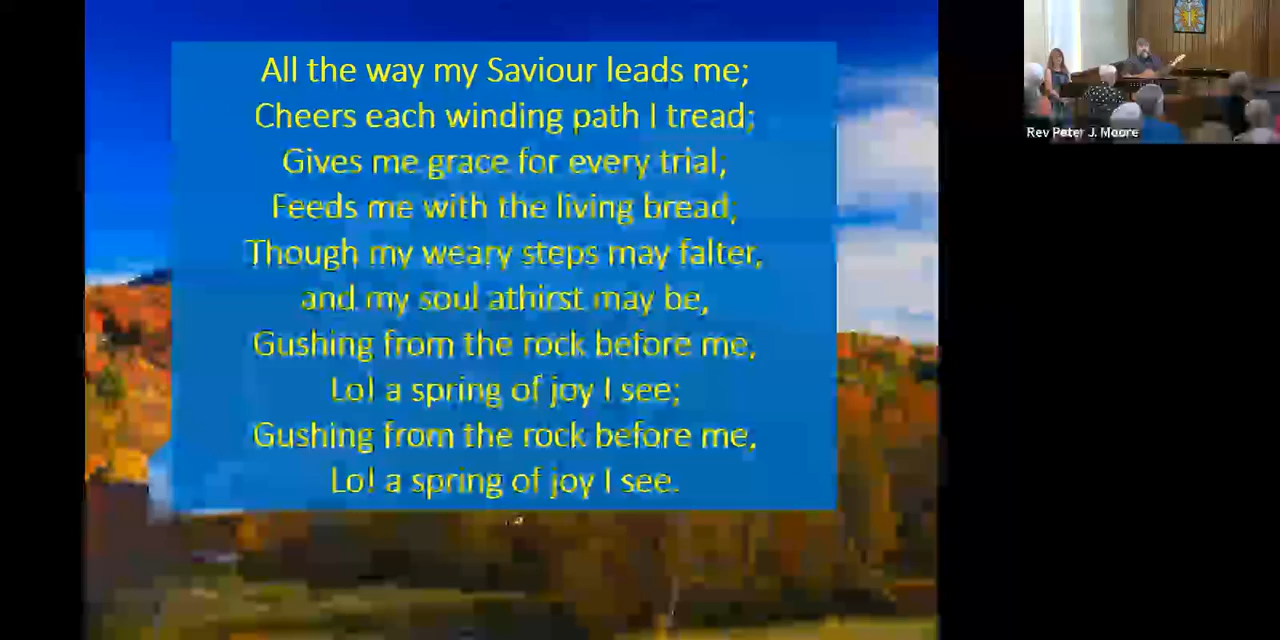 All the way my Saviour leads me;
Cheers each winding path I tread;
Gives me grace for every trial;
Feeds me with the living bread;
Though my weary steps may falter,
and my soul athirst may be,
Gushing from the rock before me,
Lo! a spring of joy I see;
Gushing from the rock before me,
Lo! a spring of joy I see.
Rev Peter J. Moore